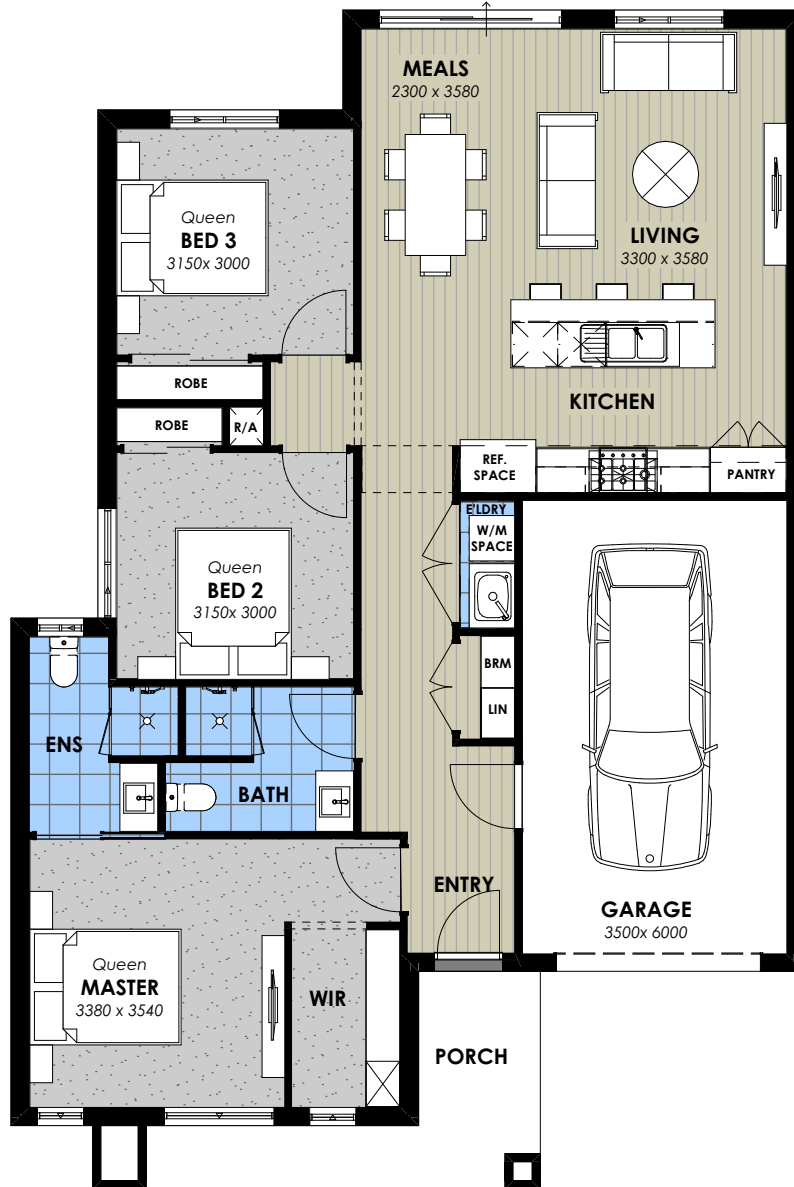 MEALS
2300 x 3580
Queen
BED 3
3150x 3000
LIVING
3300 x 3580
ROBE
KITCHEN
ROBE
R/A
REF.
SPACE
PANTRY
E'LDRY
W/M
SPACE
Queen
BED 2
3150x 3000
BRM
LIN
ENS
BATH
ENTRY
GARAGE
3500x 6000
Queen
MASTER
3380 x 3540
WIR
PORCH